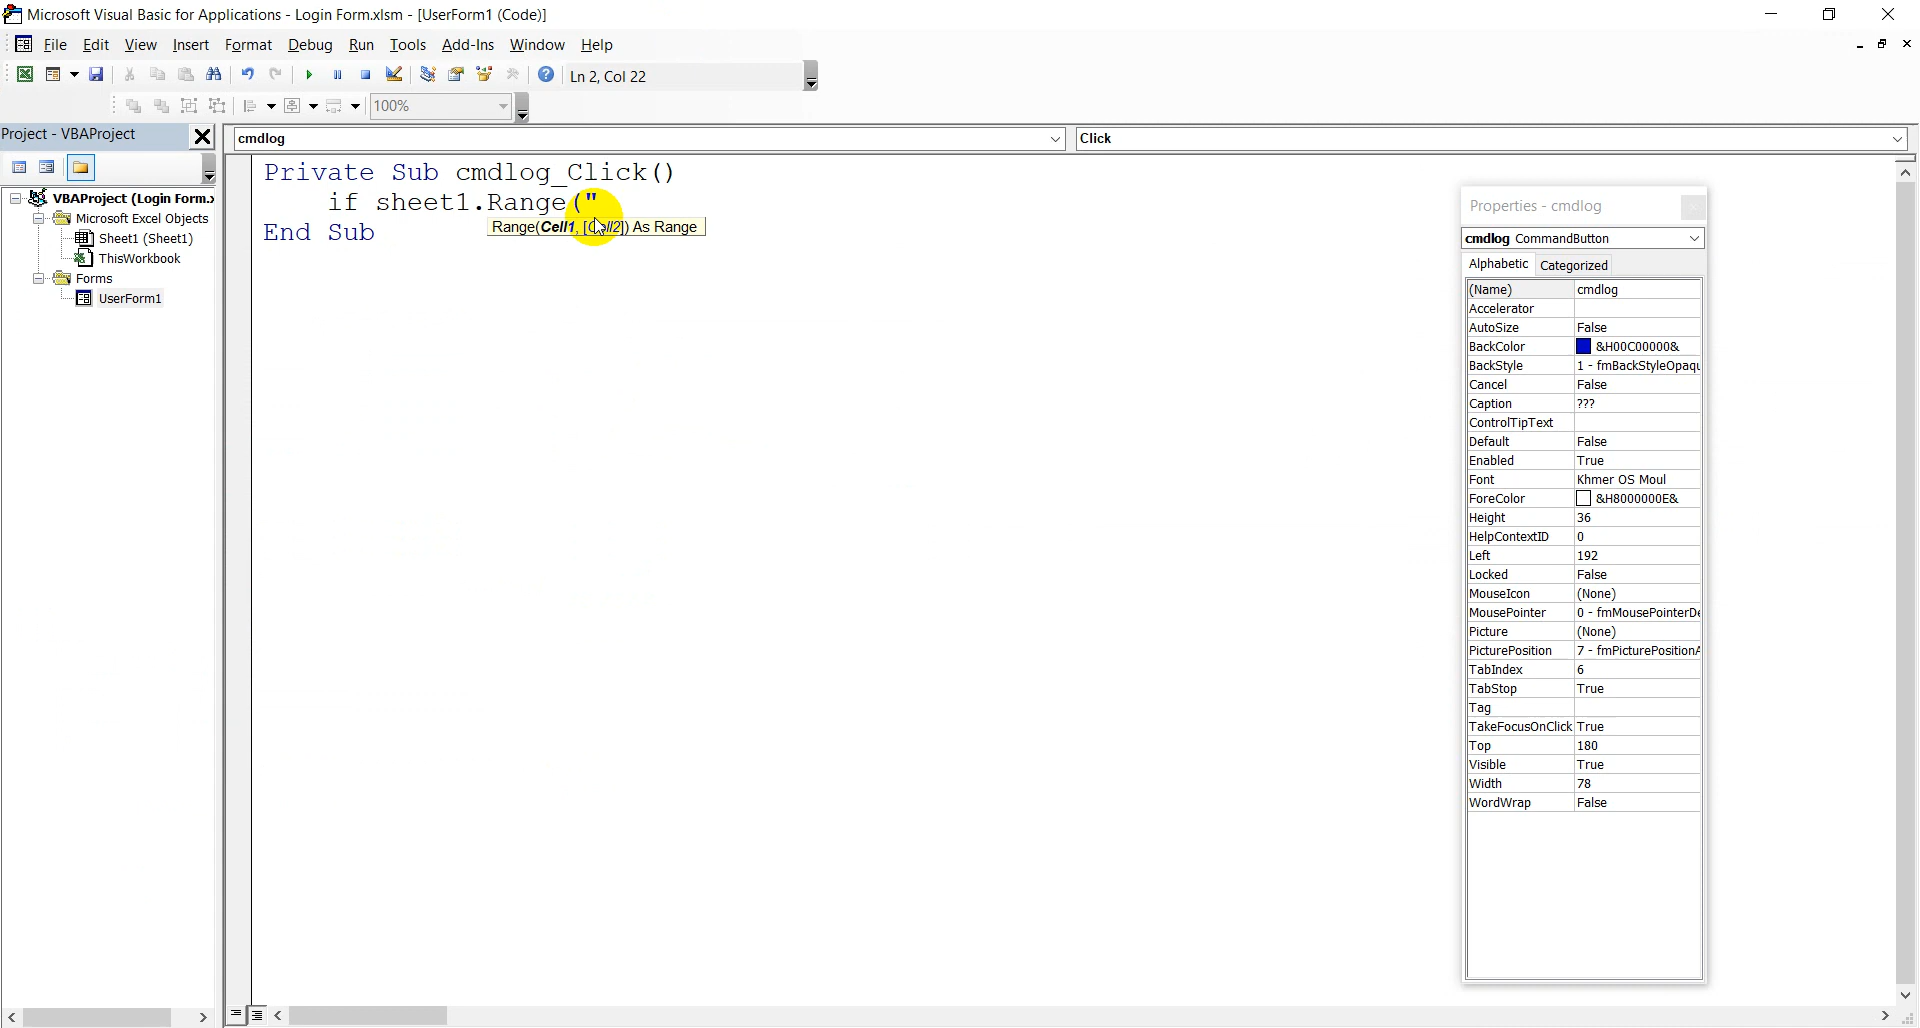 Microsoft Visual Basic for Applications - Login Form.xlsm - [UserForm1 (Code)]
File Edit View Insert Format Debug Run Tools Add-Ins Window Help
Ln 2, Col 22
100%
Project - VBAProject
cmdlog
Click
VBAProject (Login Form.x
Microsoft Excel Objects
Sheet1 (Sheet1)
ThisWorkbook
Forms
UserForm1
Private Sub cmdlog_Click()
if sheet1.Range("
Range(Cell1, [Cell2]) As Range
End Sub
Properties - cmdlog
cmdlog CommandButton
Alphabetic Categorized
(Name) cmdlog
Accelerator
AutoSize False
BackColor &H00C00000&
BackStyle 1 - fmBackStyleOpaqu
Cancel False
Caption ???
ControlTipText
Default False
Enabled True
Font Khmer OS Moul
ForeColor &H8000000E&
Height 36
HelpContextID 0
Left 192
Locked False
MouseIcon (None)
MousePointer 0 - fmMousePointerDe
Picture (None)
PicturePosition 7 - fmPicturePositionA
TabIndex 6
TabStop True
Tag
TakeFocusOnClick True
Top 180
Visible True
Width 78
WordWrap False